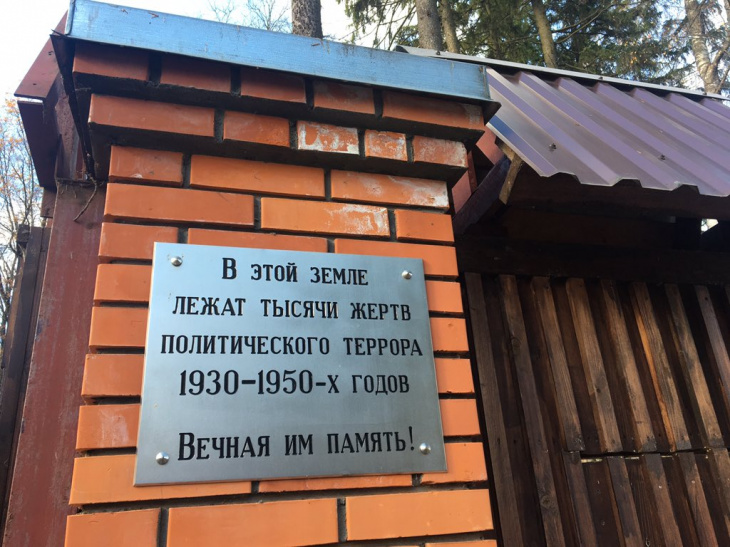 В этой земле
лежат тысячи жертв
политического террора
1930-1950-х годов
Вечная им память!